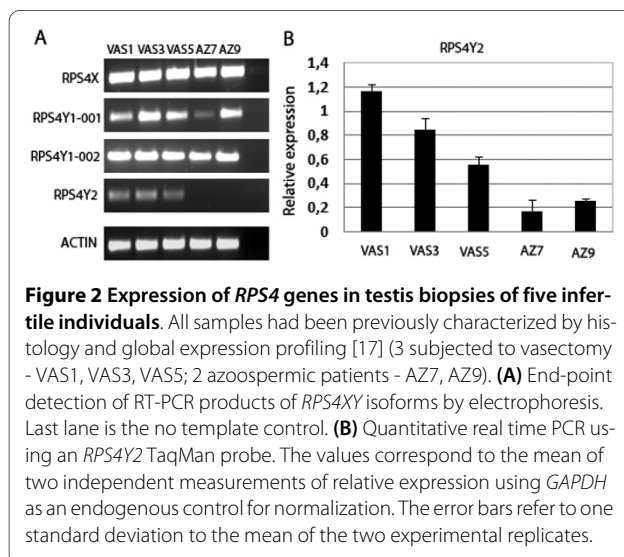 A
VAS1 VAS3 VAS5 AZ7 AZ9
RPS4X
RPS4Y1-001
RPS4Y1-002
RPS4Y2
ACTIN
B
RPS4Y2
Relative expression
1,4
1,2
1
0,8
0,6
0,4
0,2
0
VAS1 VAS3 VAS5 AZ7 AZ9
Figure 2 Expression of RPS4 genes in testis biopsies of five infer-
tile individuals. All samples had been previously characterized by his-
tology and global expression profiling [17] (3 subjected to vasectomy
- VAS1, VAS3, VAS5; 2 azoospermic patients - AZ7, AZ9). (A) End-point
detection of RT-PCR products of RPS4XY isoforms by electrophoresis.
Last lane is the no template control. (B) Quantitative real time PCR us-
ing an RPS4Y2 TaqMan probe. The values correspond to the mean of
two independent measurements of relative expression using GAPDH
as an endogenous control for normalization. The error bars refer to one
standard deviation to the mean of the two experimental replicates.